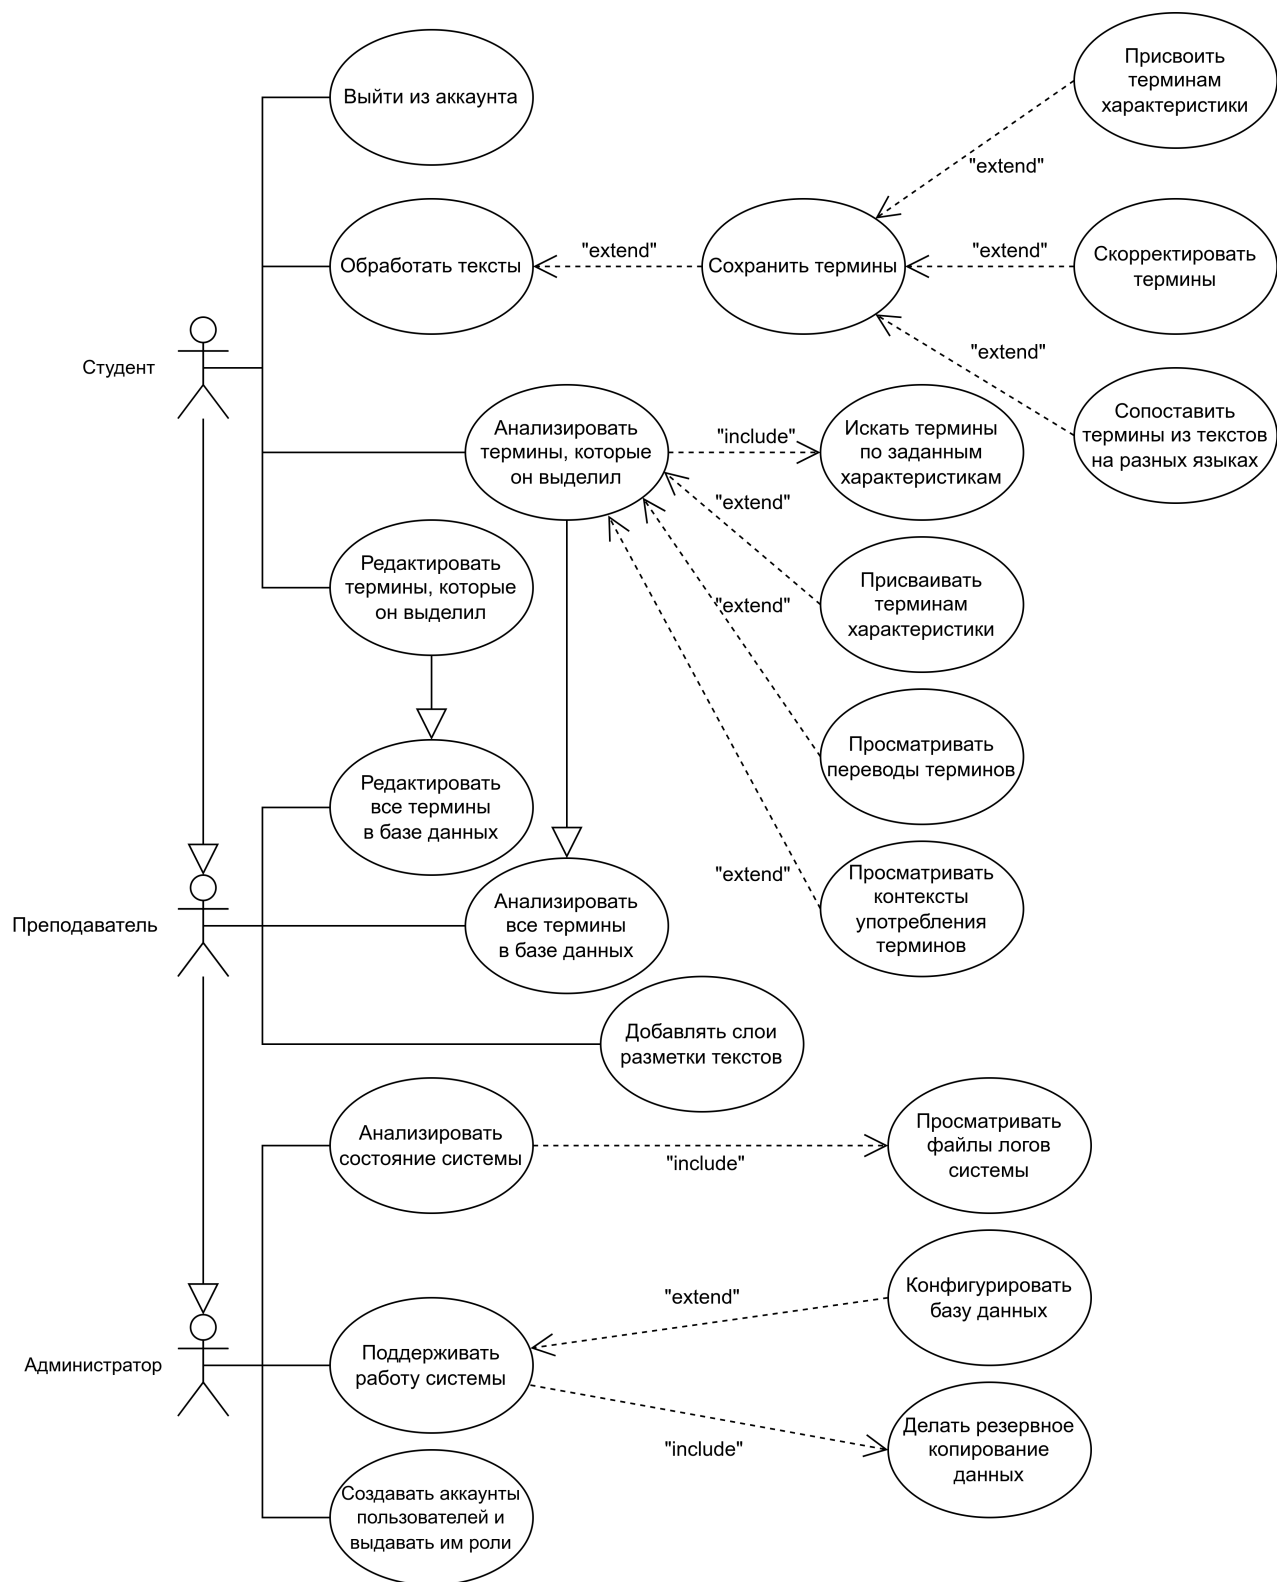 Присвоить
терминам
характеристики
Выйти из аккаунта
"extend"
Обработать тексты
"extend"
Сохранить термины
"extend"
Скорректировать
термины
"extend"
Студент
Сопоставить
термины из текстов
на разных языках
Анализировать
термины, которые
он выделил
"include"
Искать термины
по заданным
характеристикам
"extend"
Редактировать
термины, которые
он выделил
"extend"
Присваивать
терминам
характеристики
Просматривать
переводы терминов
Редактировать
все термины
в базе данных
"extend"
Просматривать
контексты
употребления
терминов
Преподаватель
Анализировать
все термины
в базе данных
Добавлять слои
разметки текстов
Анализировать
состояние системы
"include"
Просматривать
файлы логов
системы
"extend"
Конфигурировать
базу данных
Администратор
Поддерживать
работу системы
"include"
Делать резервное
копирование
данных
Создавать аккаунты
пользователей и
выдавать им роли